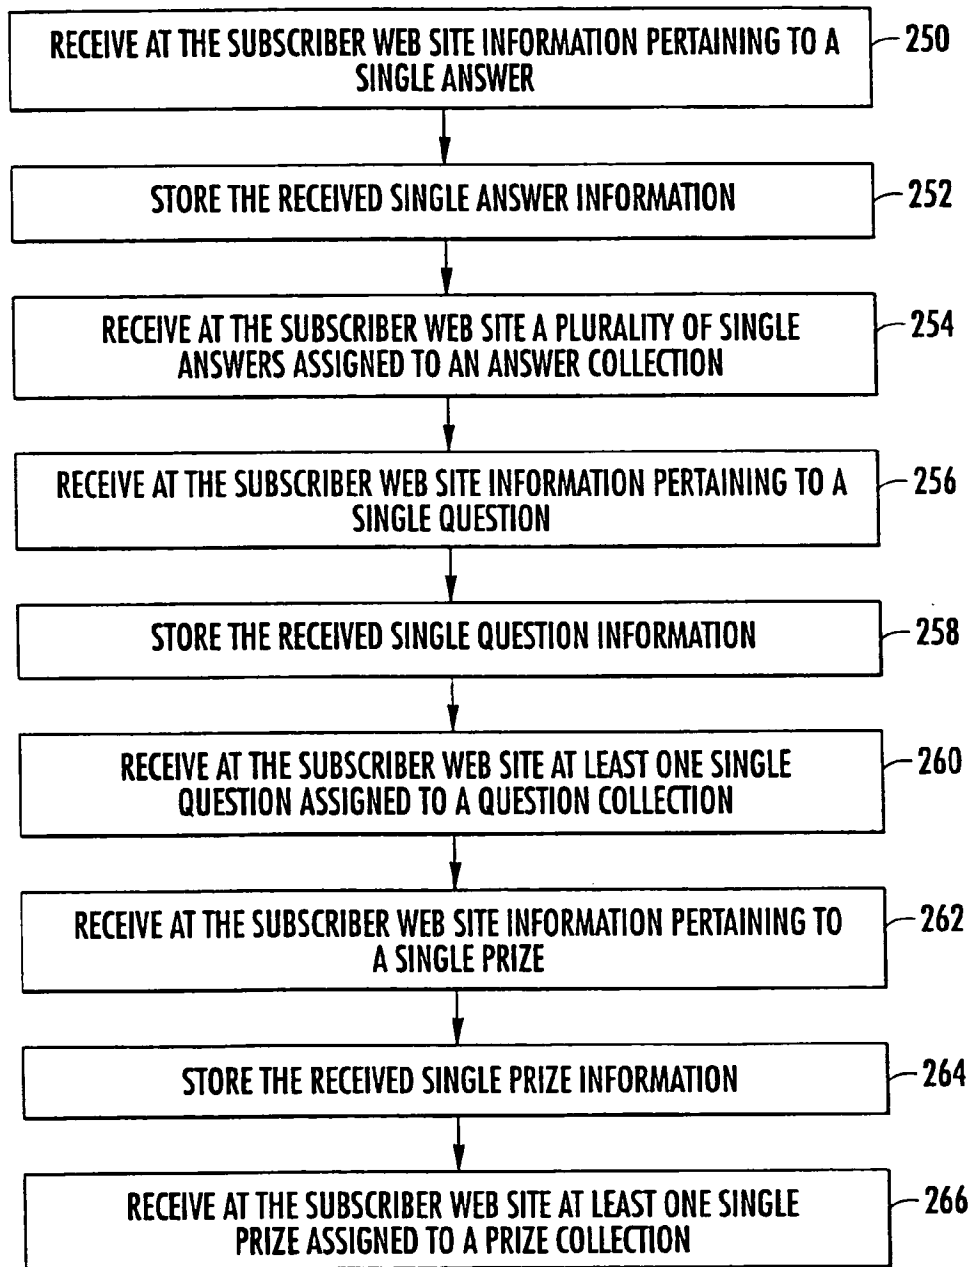 RECEIVE AT THE SUBSCRIBER WEB SITE INFORMATION PERTAINING TO A
SINGLE ANSWER
250
STORE THE RECEIVED SINGLE ANSWER INFORMATION
252
RECEIVE AT THE SUBSCRIBER WEB SITE A PLURALITY OF SINGLE
ANSWERS ASSIGNED TO AN ANSWER COLLECTION
254
RECEIVE AT THE SUBSCRIBER WEB SITE INFORMATION PERTAINING TO A
SINGLE QUESTION
256
STORE THE RECEIVED SINGLE QUESTION INFORMATION
258
RECEIVE AT THE SUBSCRIBER WEB SITE AT LEAST ONE SINGLE
QUESTION ASSIGNED TO A QUESTION COLLECTION
260
RECEIVE AT THE SUBSCRIBER WEB SITE INFORMATION PERTAINING TO
A SINGLE PRIZE
262
STORE THE RECEIVED SINGLE PRIZE INFORMATION
264
RECEIVE AT THE SUBSCRIBER WEB SITE AT LEAST ONE SINGLE
PRIZE ASSIGNED TO A PRIZE COLLECTION
266